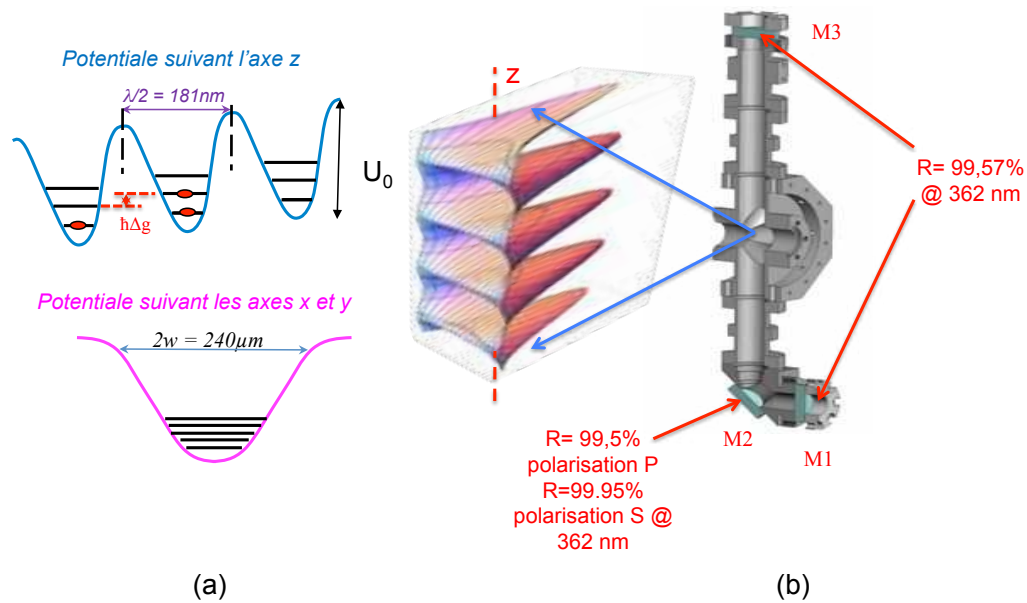 Potentiale suivant l'axe z
λ/2 = 181nm
U₀
ħΔg
Potentiale suivant les axes x et y
2w = 240µm
(a)
z
M3
R= 99,57%
@ 362 nm
M2
M1
R= 99,5%
polarisation P
R=99.95%
polarisation S @
362 nm
(b)